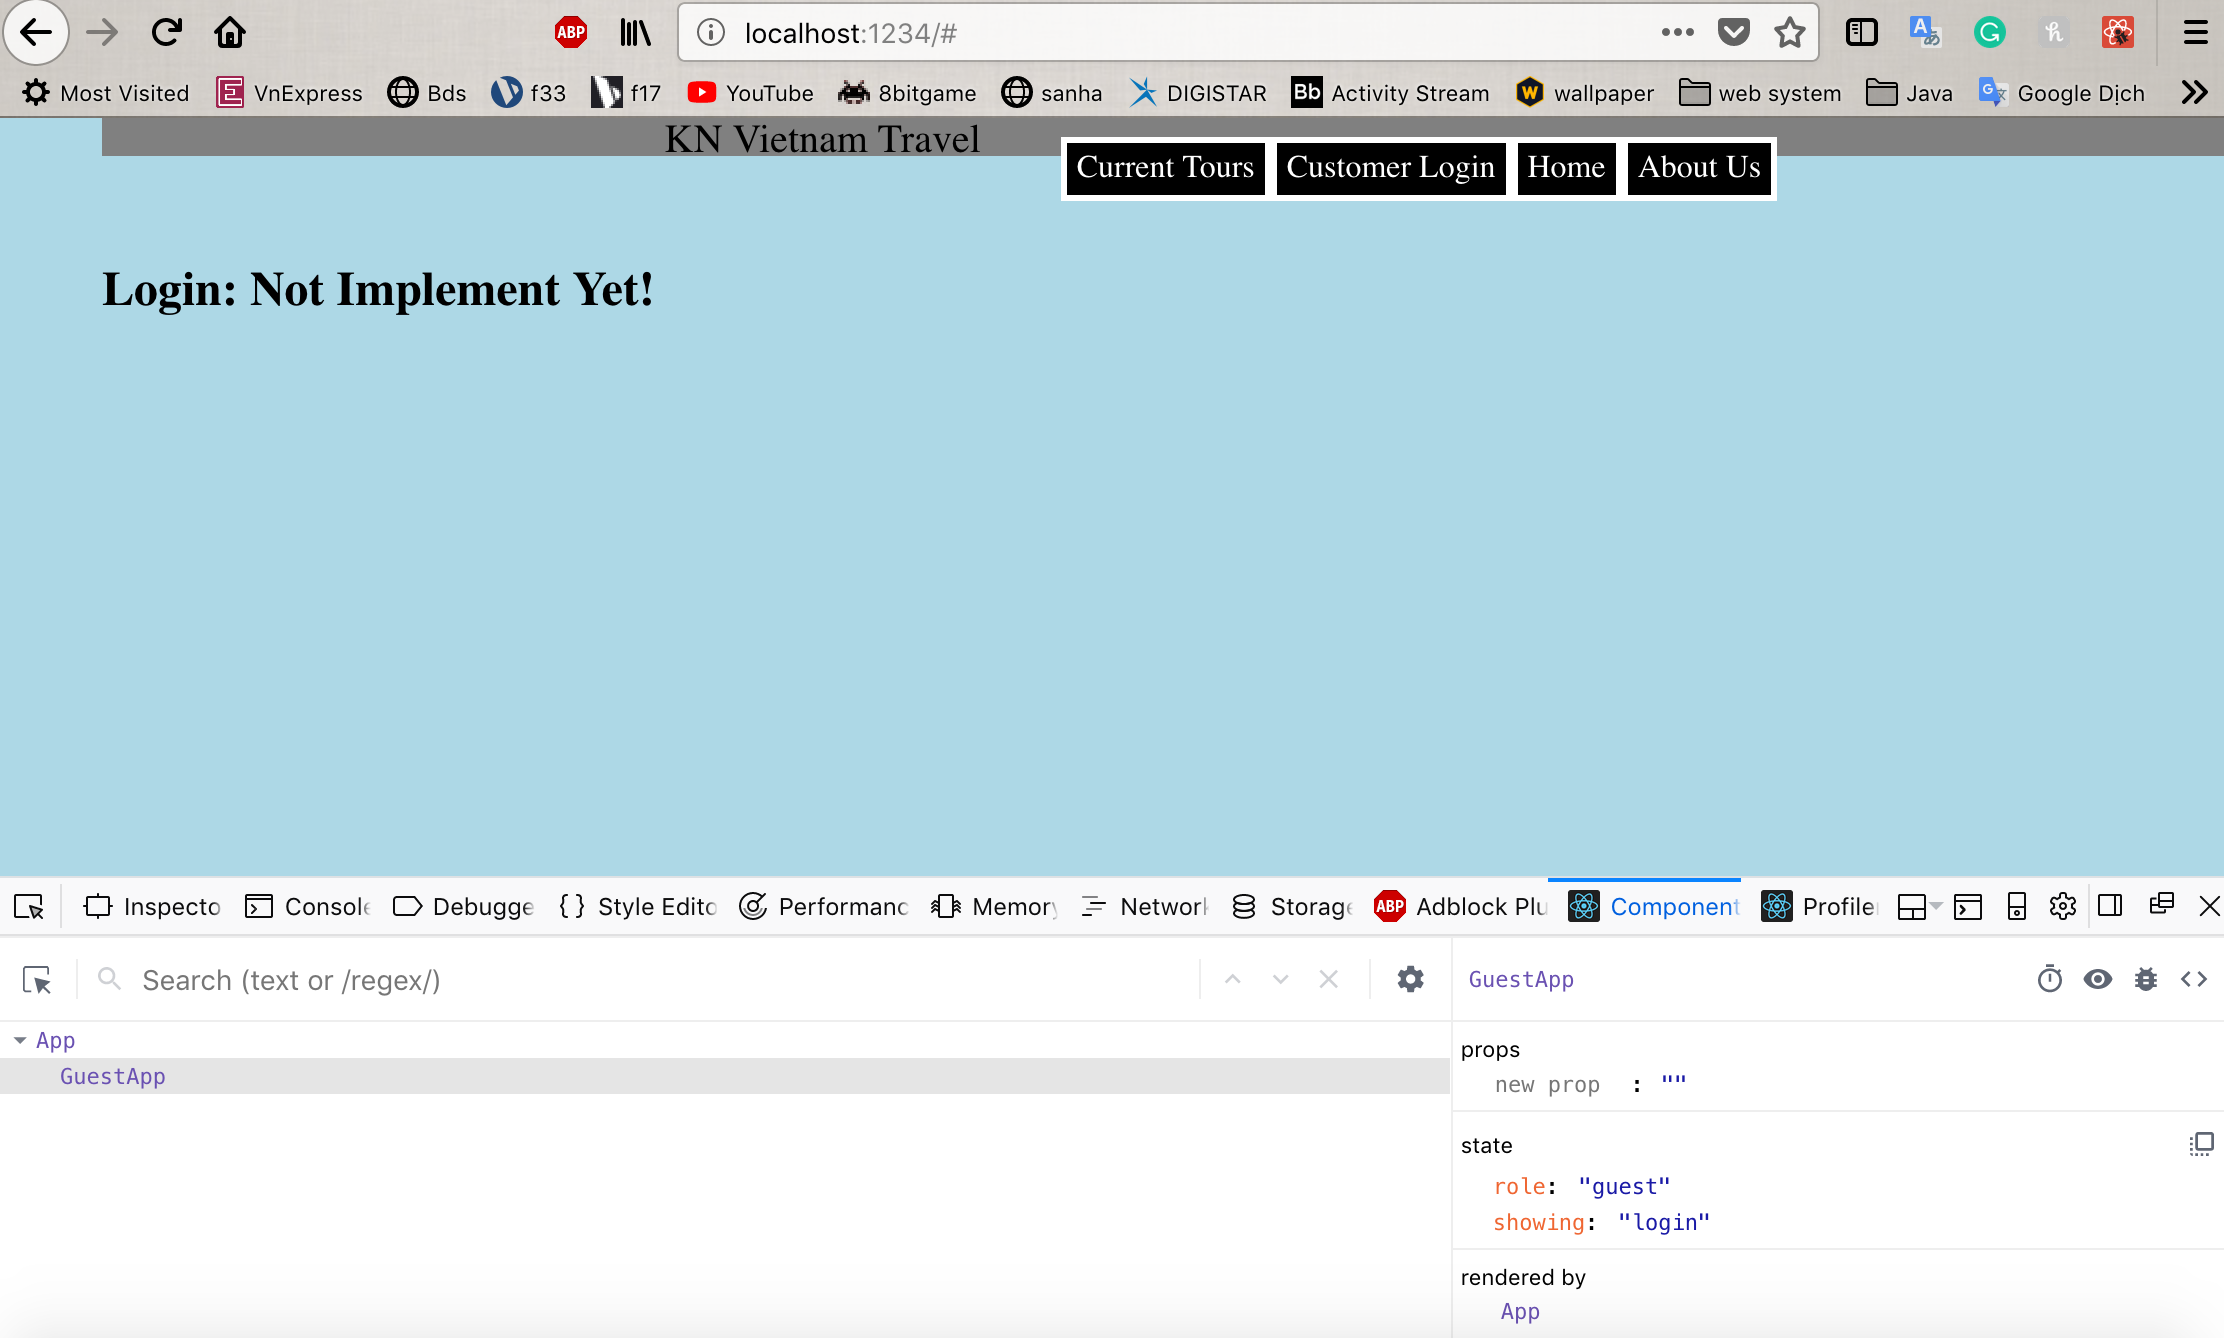 ABP localhost:1234/#
Most Visited VnExpress Bds f33 f17 YouTube 8bitgame sanha DIGISTAR Bb Activity Stream W wallpaper web system Java Google Dịch
KN Vietnam Travel
Current Tours Customer Login Home About Us
Login: Not Implement Yet!
Inspecto Console Debugge Style Edito Performanc Memory Network Storage ABP Adblock Plu Component Profile
Search (text or /regex/) GuestApp
App
GuestApp
props
new prop : ""
state
role: "guest"
showing: "login"
rendered by
App